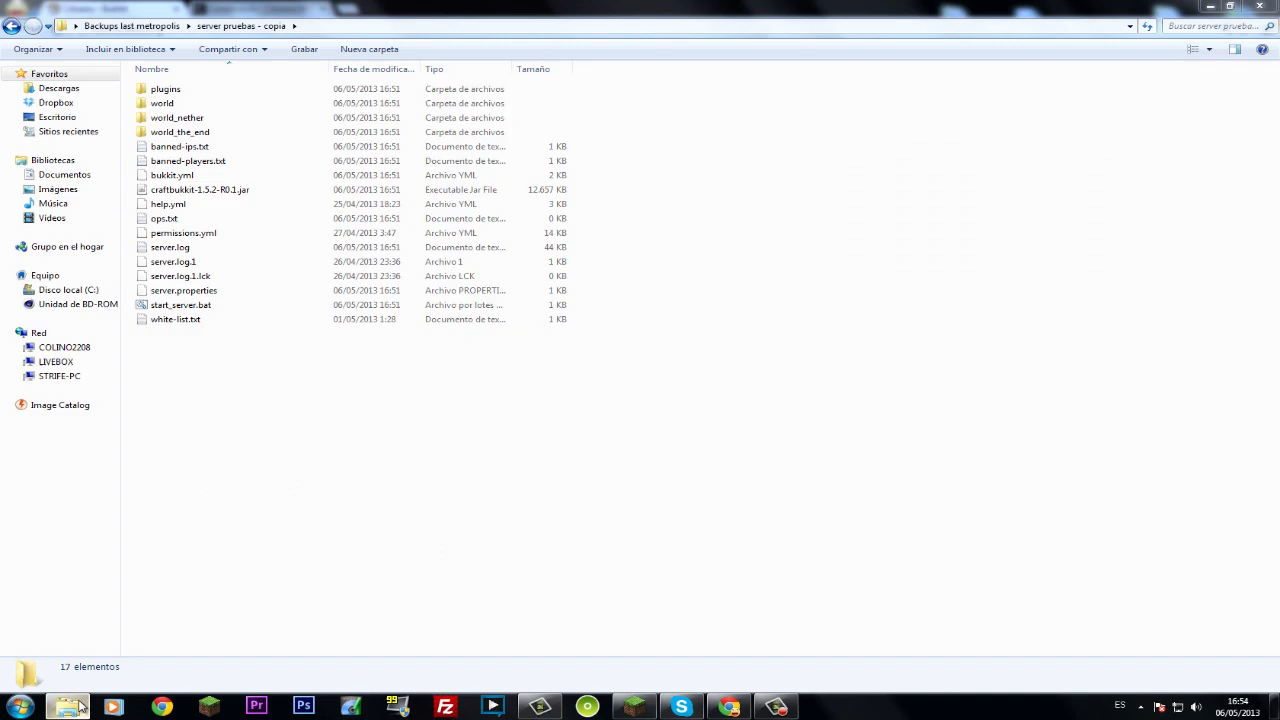 Backups last metropolis ▸ server pruebas - copia ▸
Buscar server prueba...
Organizar Incluir en biblioteca Compartir con Grabar Nueva carpeta
Nombre Fecha de modifica... Tipo Tamaño
Favoritos
Descargas
Dropbox
Escritorio
Sitios recientes
Bibliotecas
Documentos
Imágenes
Música
Vídeos
Grupo en el hogar
Equipo
Disco local (C:)
Unidad de BD-ROM
Red
COLINO2208
LIVEBOX
STRIFE-PC
Image Catalog
plugins 06/05/2013 16:51 Carpeta de archivos
world 06/05/2013 16:51 Carpeta de archivos
world_nether 06/05/2013 16:51 Carpeta de archivos
world_the_end 06/05/2013 16:51 Carpeta de archivos
banned-ips.txt 06/05/2013 16:51 Documento de tex... 1 KB
banned-players.txt 06/05/2013 16:51 Documento de tex... 1 KB
bukkit.yml 06/05/2013 16:51 Archivo YML 2 KB
craftbukkit-1.5.2-R0.1.jar 06/05/2013 16:51 Executable Jar File 12.657 KB
help.yml 25/04/2013 18:23 Archivo YML 3 KB
ops.txt 06/05/2013 16:51 Documento de tex... 0 KB
permissions.yml 27/04/2013 3:47 Archivo YML 14 KB
server.log 06/05/2013 16:51 Documento de tex... 44 KB
server.log.1 26/04/2013 23:36 Archivo 1 1 KB
server.log.1.lck 26/04/2013 23:36 Archivo LCK 0 KB
server.properties 06/05/2013 16:51 Archivo PROPERTI... 1 KB
start_server.bat 06/05/2013 16:51 Archivo por lotes ... 1 KB
white-list.txt 01/05/2013 1:28 Documento de tex... 1 KB
17 elementos
Pr Ps 99 Fz
ES 16:54
06/05/2013